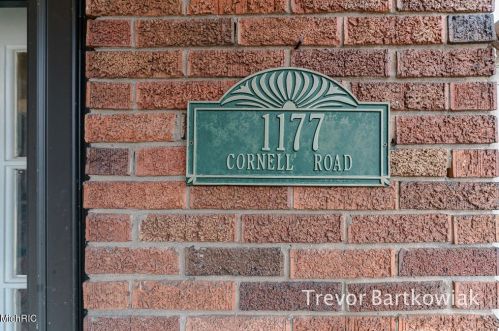 1177
CORNELL ROAD
Trevor Bartkowiak
MichRIC